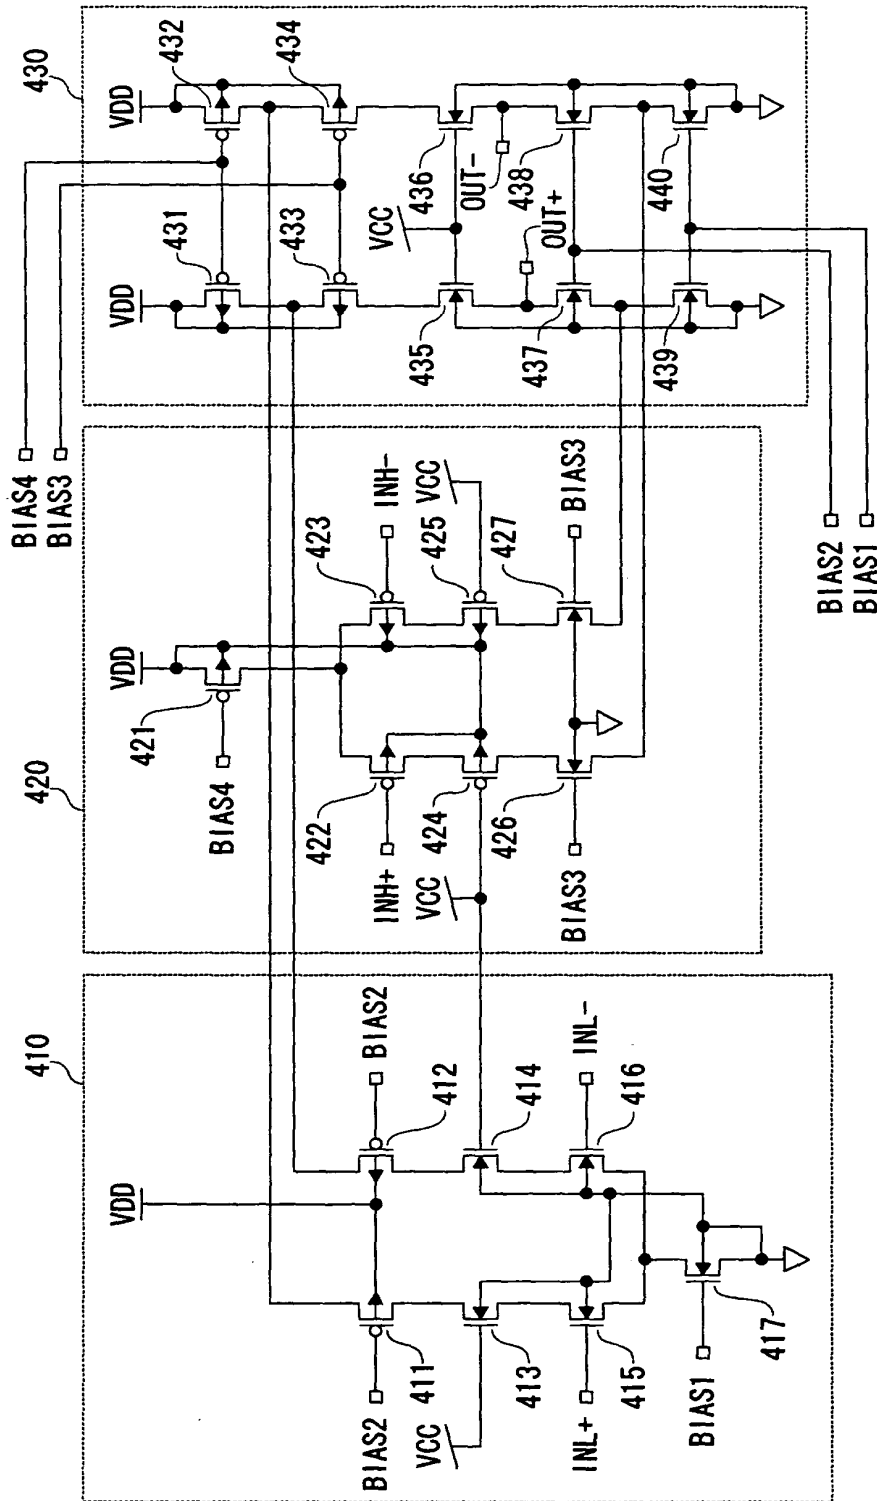 410
VDD
BIAS2
BIAS2
411
412
VCC
413
414
INL+
INL-
415
416
BIAS1
417
420
VDD
421
BIAS4
INH+
INH-
422
423
VCC
VCC
424
425
BIAS3
BIAS3
426
427
BIAS4
BIAS3
430
VDD
VDD
431
432
433
434
VCC
435
436
OUT-
OUT+
437
438
439
440
BIAS2
BIAS1